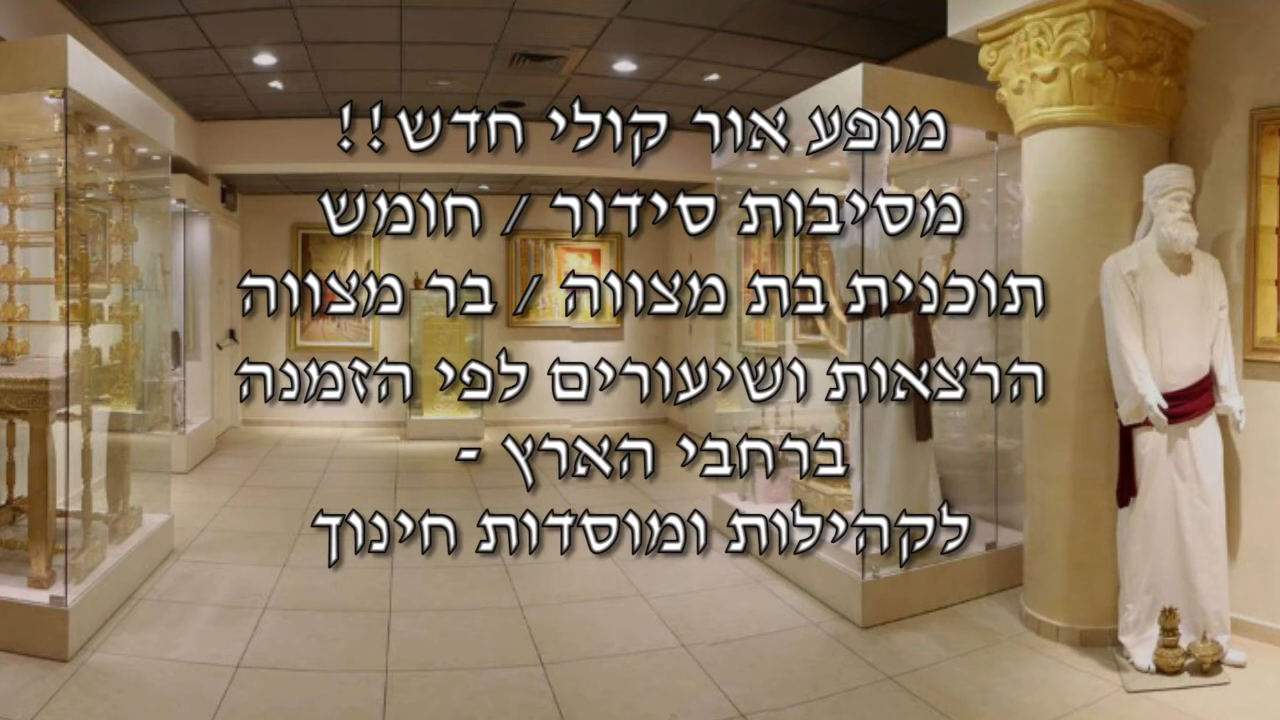 מופע אור קולי חדש!!
מסיבות סידור / חומש
תוכנית בת מצווה / בר מצווה
הרצאות ושיעורים לפי הזמנה
ברחבי הארץ -
לקהילות ומוסדות חינוך